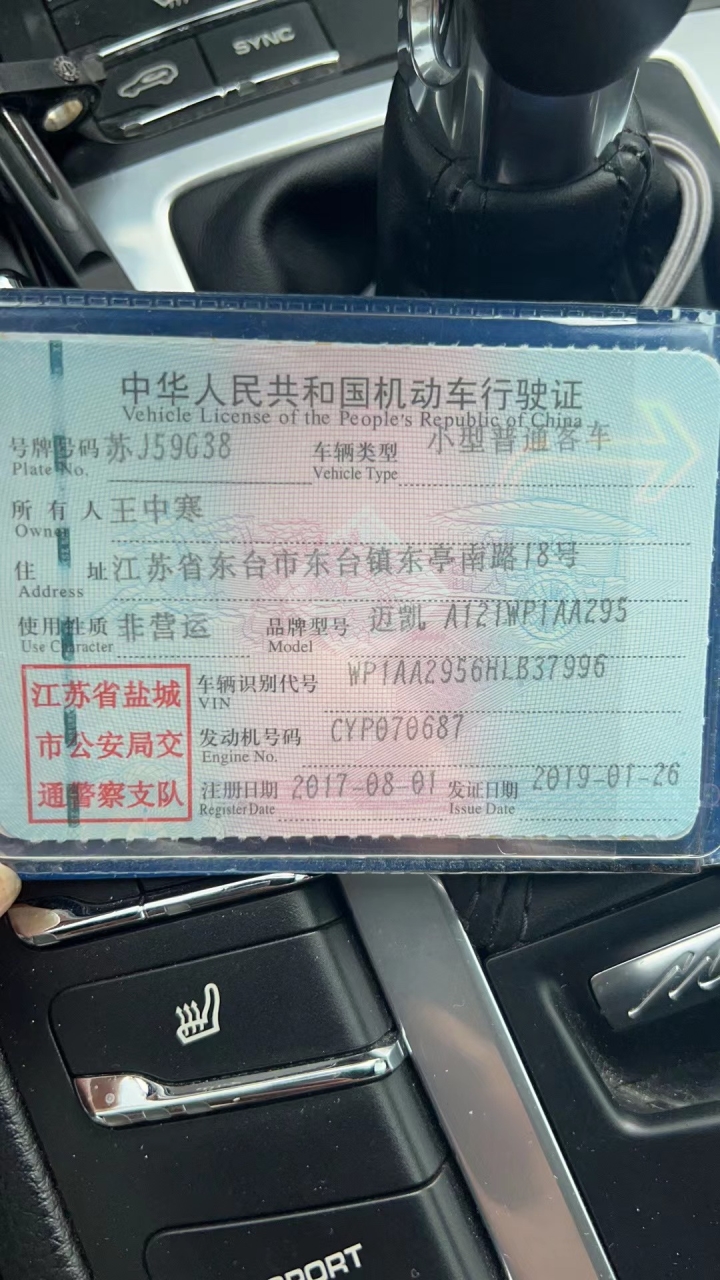 SYNC
中华人民共和国机动车行驶证
Vehicle License of the People's Republic of China
号牌号码 苏J59G38 车辆类型 小型普通客车
Plate No. Vehicle Type
所有人 王中寒
Owner
住址 江苏省东台市东台镇东亭南路18号
Address
使用性质 非营运 品牌型号 迈凯 A121WP1AA295
Use Character Model
江苏省盐城
市公安局交
通警察支队
车辆识别代号 WP1AA2956HLB37996
VIN
发动机号码 CYP070687
Engine No.
注册日期 2017-08-01 发证日期 2019-01-26
Register Date Issue Date
SPORT